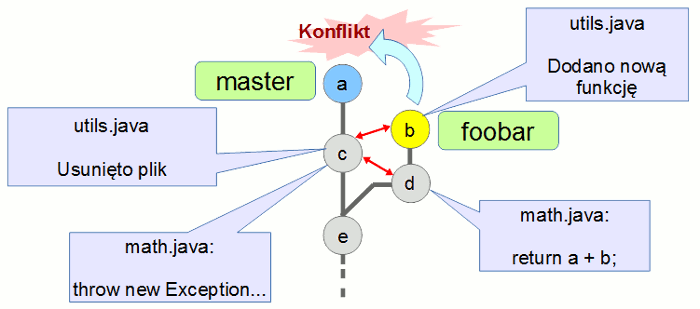 Konflikt
utils.java
Dodano nową
funkcję
master
a
b
foobar
utils.java
Usunięto plik
c
d
math.java:
throw new Exception...
e
math.java:
return a + b;